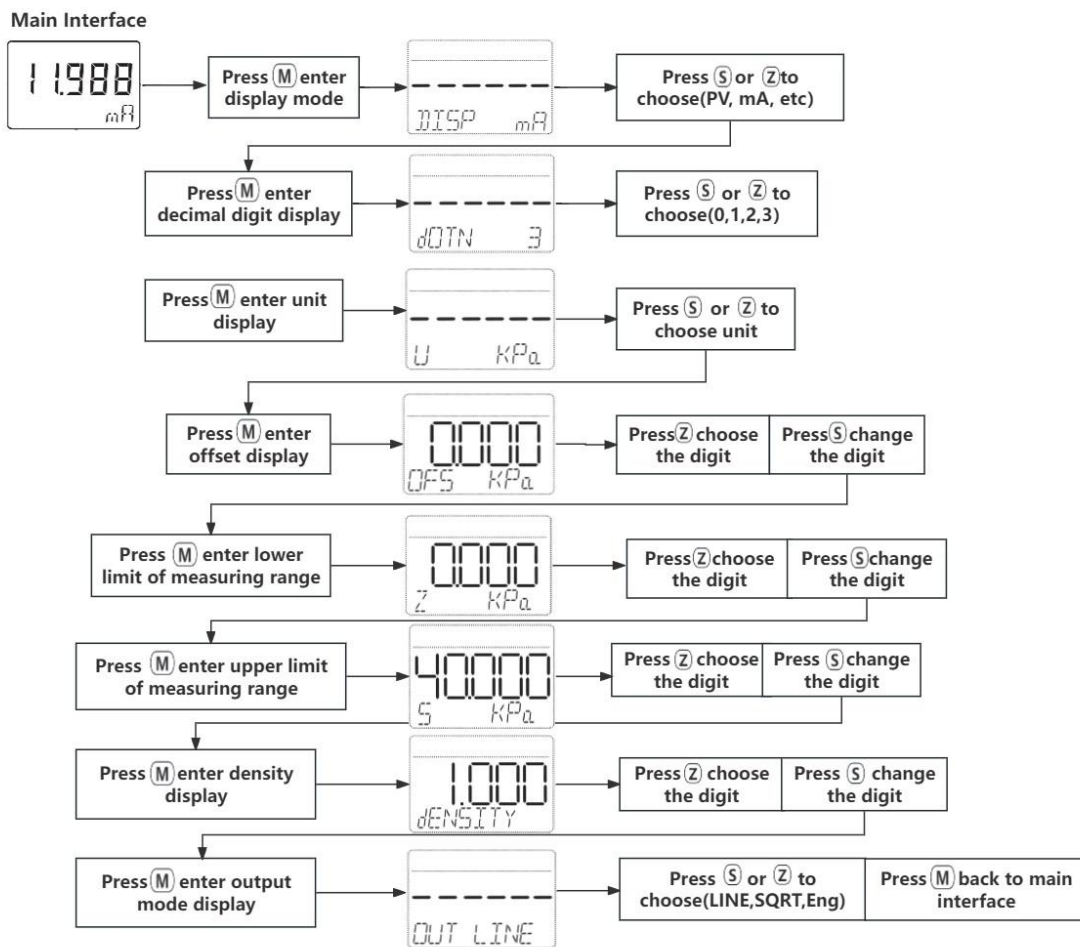 Main Interface
11.988
mA
Press M enter
display mode
DISP mA
Press S or Z to
choose(PV, mA, etc)
Press M enter
decimal digit display
dOTN 3
Press S or Z to
choose(0,1,2,3)
Press M enter unit
display
U KPa
Press S or Z to
choose unit
Press M enter
offset display
0.000
OFS KPa
Press Z choose
the digit
Press S change
the digit
Press M enter lower
limit of measuring range
0.000
Z KPa
Press Z choose
the digit
Press S change
the digit
Press M enter upper limit
of measuring range
40.000
S KPa
Press Z choose
the digit
Press S change
the digit
Press M enter density
display
1.000
dENSITY
Press Z choose
the digit
Press S change
the digit
Press M enter output
mode display
OUT LINE
Press S or Z to
choose(LINE,SQRT,Eng)
Press M back to main
interface